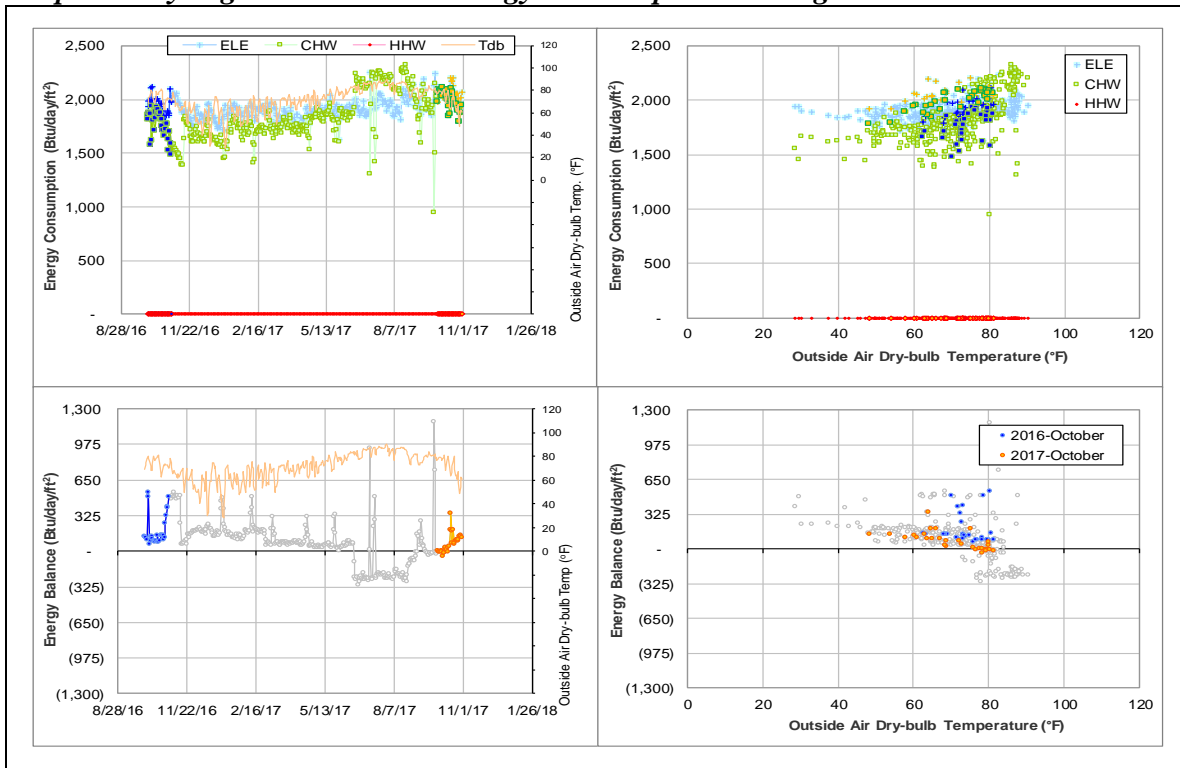 2,500
2,000
1,500
1,000
500
-
Energy Consumption (Btu/day/ft²)
ELE CHW HHW Tdb
120
100
80
60
40
20
0
Outside Air Dry-bulb Temp. (°F)
8/28/16 11/22/16 2/16/17 5/13/17 8/7/17 11/1/17 1/26/18
2,500
2,000
1,500
1,000
500
-
Energy Consumption (Btu/day/ft²)
ELE
CHW
HHW
0 20 40 60 80 100 120
Outside Air Dry-bulb Temperature (°F)
1,300
975
650
325
-
(325)
(650)
(975)
(1,300)
Energy Balance (Btu/day/ft²)
120
100
80
60
40
20
0
Outside Air Dry-bulb Temp (°F)
8/28/16 11/22/16 2/16/17 5/13/17 8/7/17 11/1/17 1/26/18
1,300
975
650
325
-
(325)
(650)
(975)
(1,300)
Energy Balance (Btu/day/ft²)
2016-October
2017-October
0 20 40 60 80 100 120
Outside Air Dry-bulb Temperature (°F)